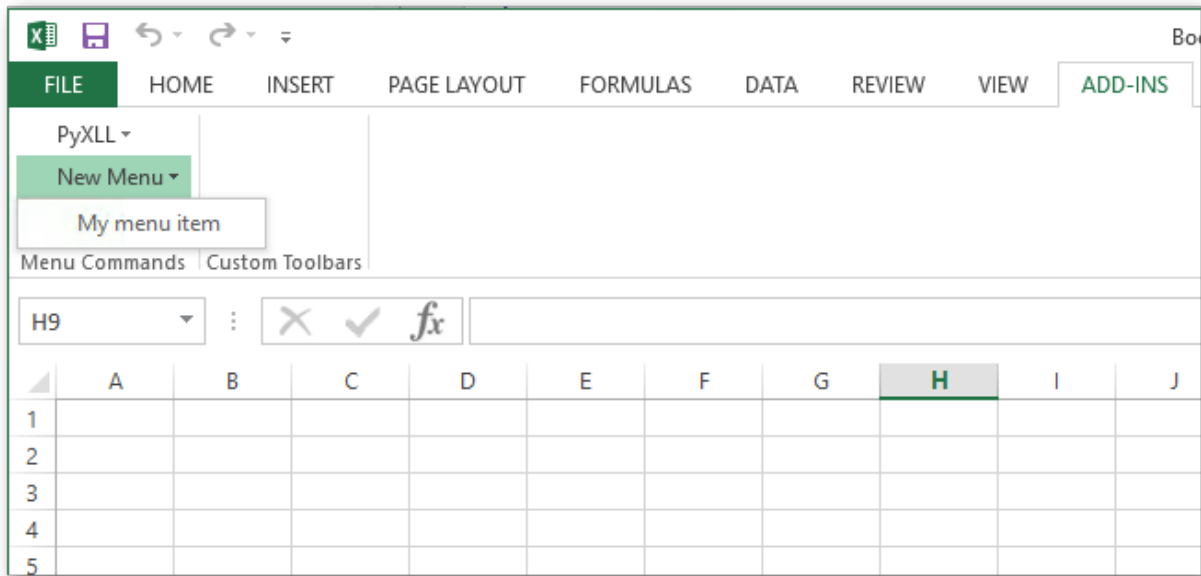 Bo
FILE HOME INSERT PAGE LAYOUT FORMULAS DATA REVIEW VIEW ADD-INS
PyXLL
New Menu
My menu item
Menu Commands Custom Toolbars
H9 fx
A B C D E F G H I J
1
2
3
4
5